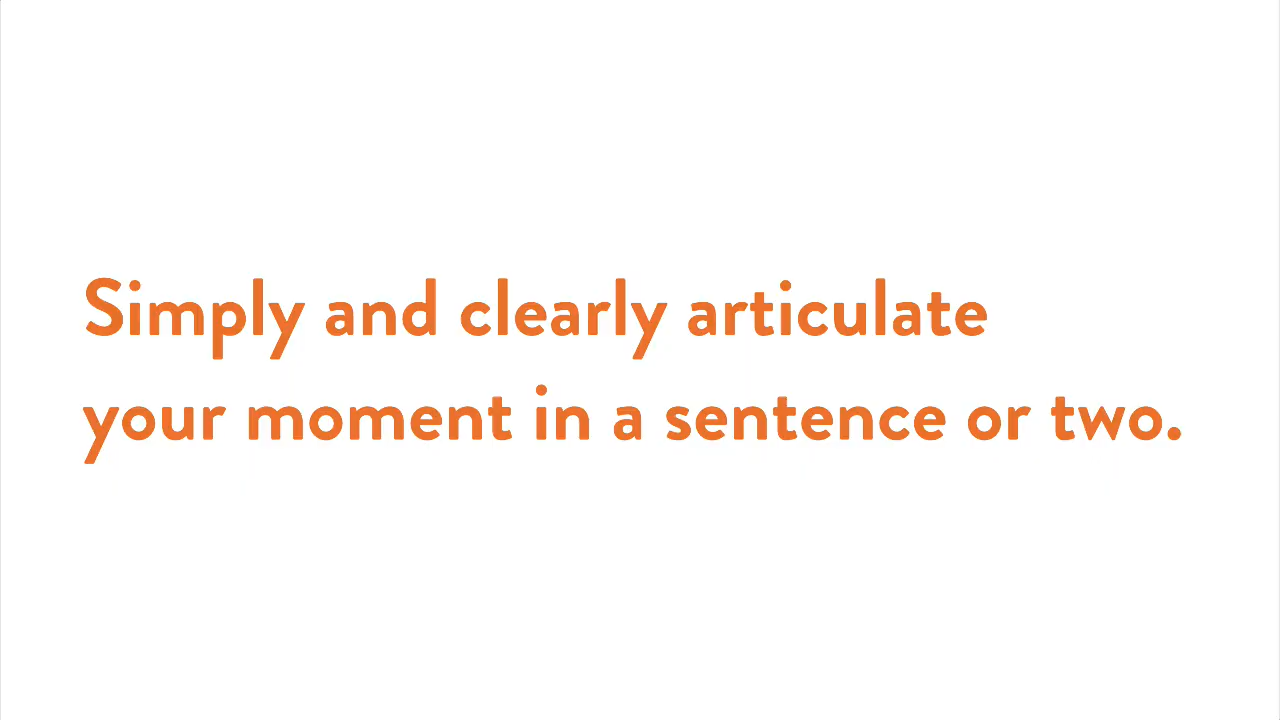 Simply and clearly articulate
your moment in a sentence or two.